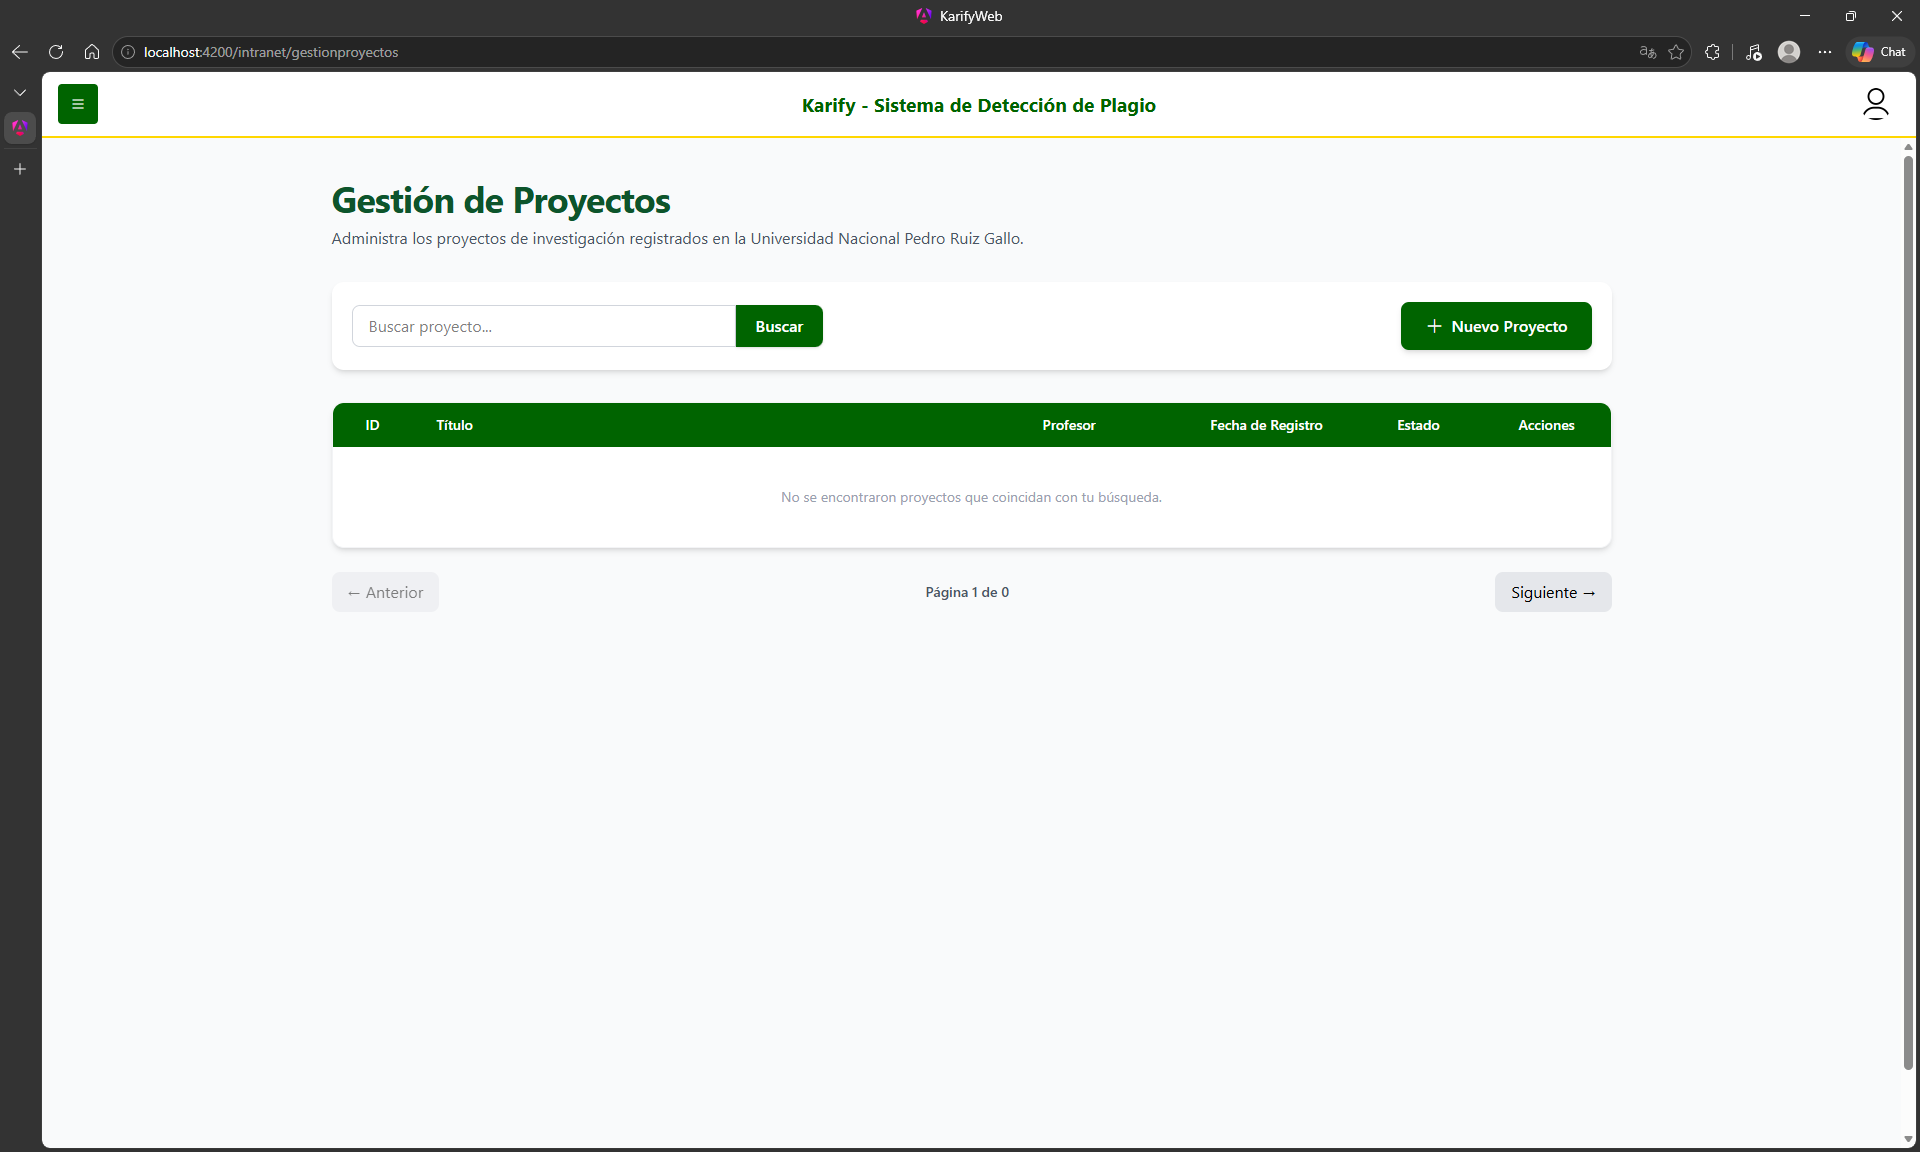 KarifyWeb
localhost:4200/intranet/gestionproyectos
Chat
Karify - Sistema de Detección de Plagio
Gestión de Proyectos
Administra los proyectos de investigación registrados en la Universidad Nacional Pedro Ruiz Gallo.
Buscar proyecto...
Buscar
+ Nuevo Proyecto
ID Título Profesor Fecha de Registro Estado Acciones
No se encontraron proyectos que coincidan con tu búsqueda.
← Anterior
Página 1 de 0
Siguiente →